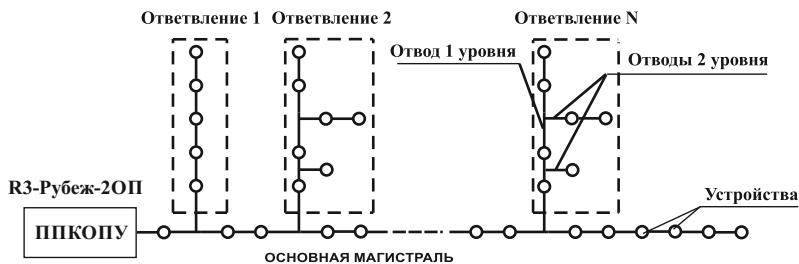 Ответвление 1
Ответвление 2
Ответвление N
Отвод 1 уровня
Отводы 2 уровня
R3-Рубеж-2ОП
ППКОПУ
Устройства
ОСНОВНАЯ МАГИСТРАЛЬ